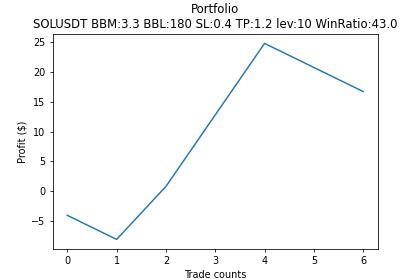 Portfolio
SOLUSDT BBM:3.3 BBL:180 SL:0.4 TP:1.2 lev:10 WinRatio:43.0
25
20
15
10
5
0
−5
Profit ($)
0 1 2 3 4 5 6
Trade counts